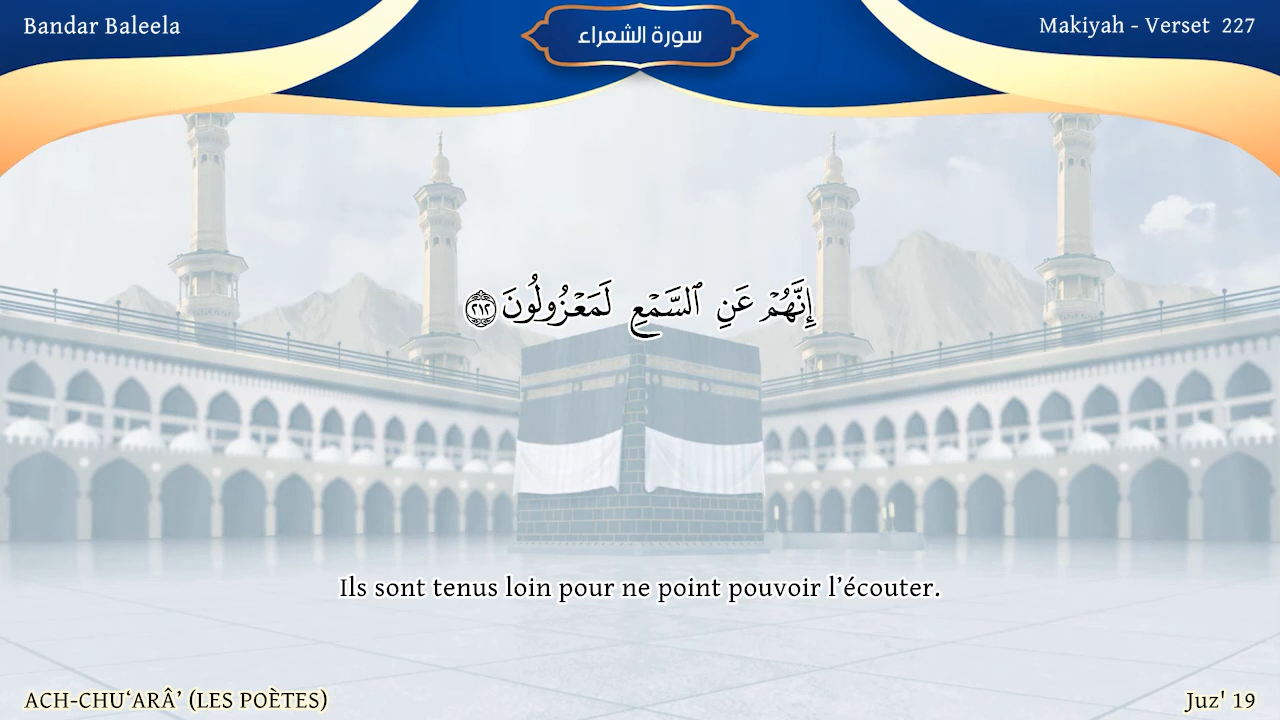 Bandar Baleela
سورة الشعراء
Makiyah - Verset 227
إِنَّهُمْ عَنِ ٱلسَّمْعِ لَمَعْزُولُونَ ٢١٢
Ils sont tenus loin pour ne point pouvoir l’écouter.
ACH-CHU‘ARÂ’ (LES POÈTES)
Juz' 19